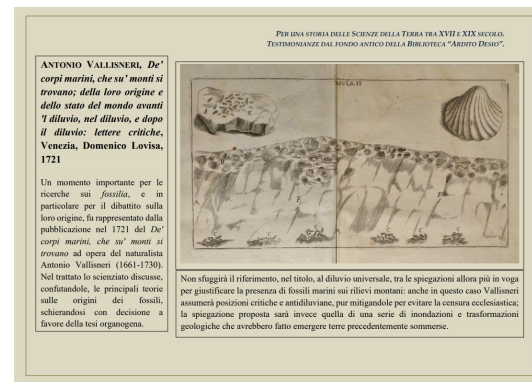 PER UNA STORIA DELLE SCIENZE DELLA TERRA TRA XVII E XIX SECOLO.
TESTIMONIANZE DAL FONDO ANTICO DELLA BIBLIOTECA "ARDITO DESIO".
ANTONIO VALLISNERI, De'
corpi marini, che su' monti si
trovano; della loro origine e
dello stato del mondo avanti
'l diluvio, nel diluvio, e dopo
il diluvio: lettere critiche,
Venezia, Domenico Lovisa,
1721
Un momento importante per le
ricerche sui fossilia, e in
particolare per il dibattito sulla
loro origine, fu rappresentato dalla
pubblicazione nel 1721 del De'
corpi marini, che su' monti si
trovano ad opera del naturalista
Antonio Vallisneri (1661-1730).
Nel trattato lo scienziato discusse,
confutandole, le principali teorie
sulle origini dei fossili,
schierandosi con decisione a
favore della tesi organogena.
A
E
A
C
C
C
C
Non sfuggirà il riferimento, nel titolo, al diluvio universale, tra le spiegazioni allora più in voga
per giustificare la presenza di fossili marini sui rilievi montani: anche in questo caso Vallisneri
assumerà posizioni critiche e antidiluviane, pur mitigandole per evitare la censura ecclesiastica;
la spiegazione proposta sarà invece quella di una serie di inondazioni e trasformazioni
geologiche che avrebbero fatto emergere terre precedentemente sommerse.